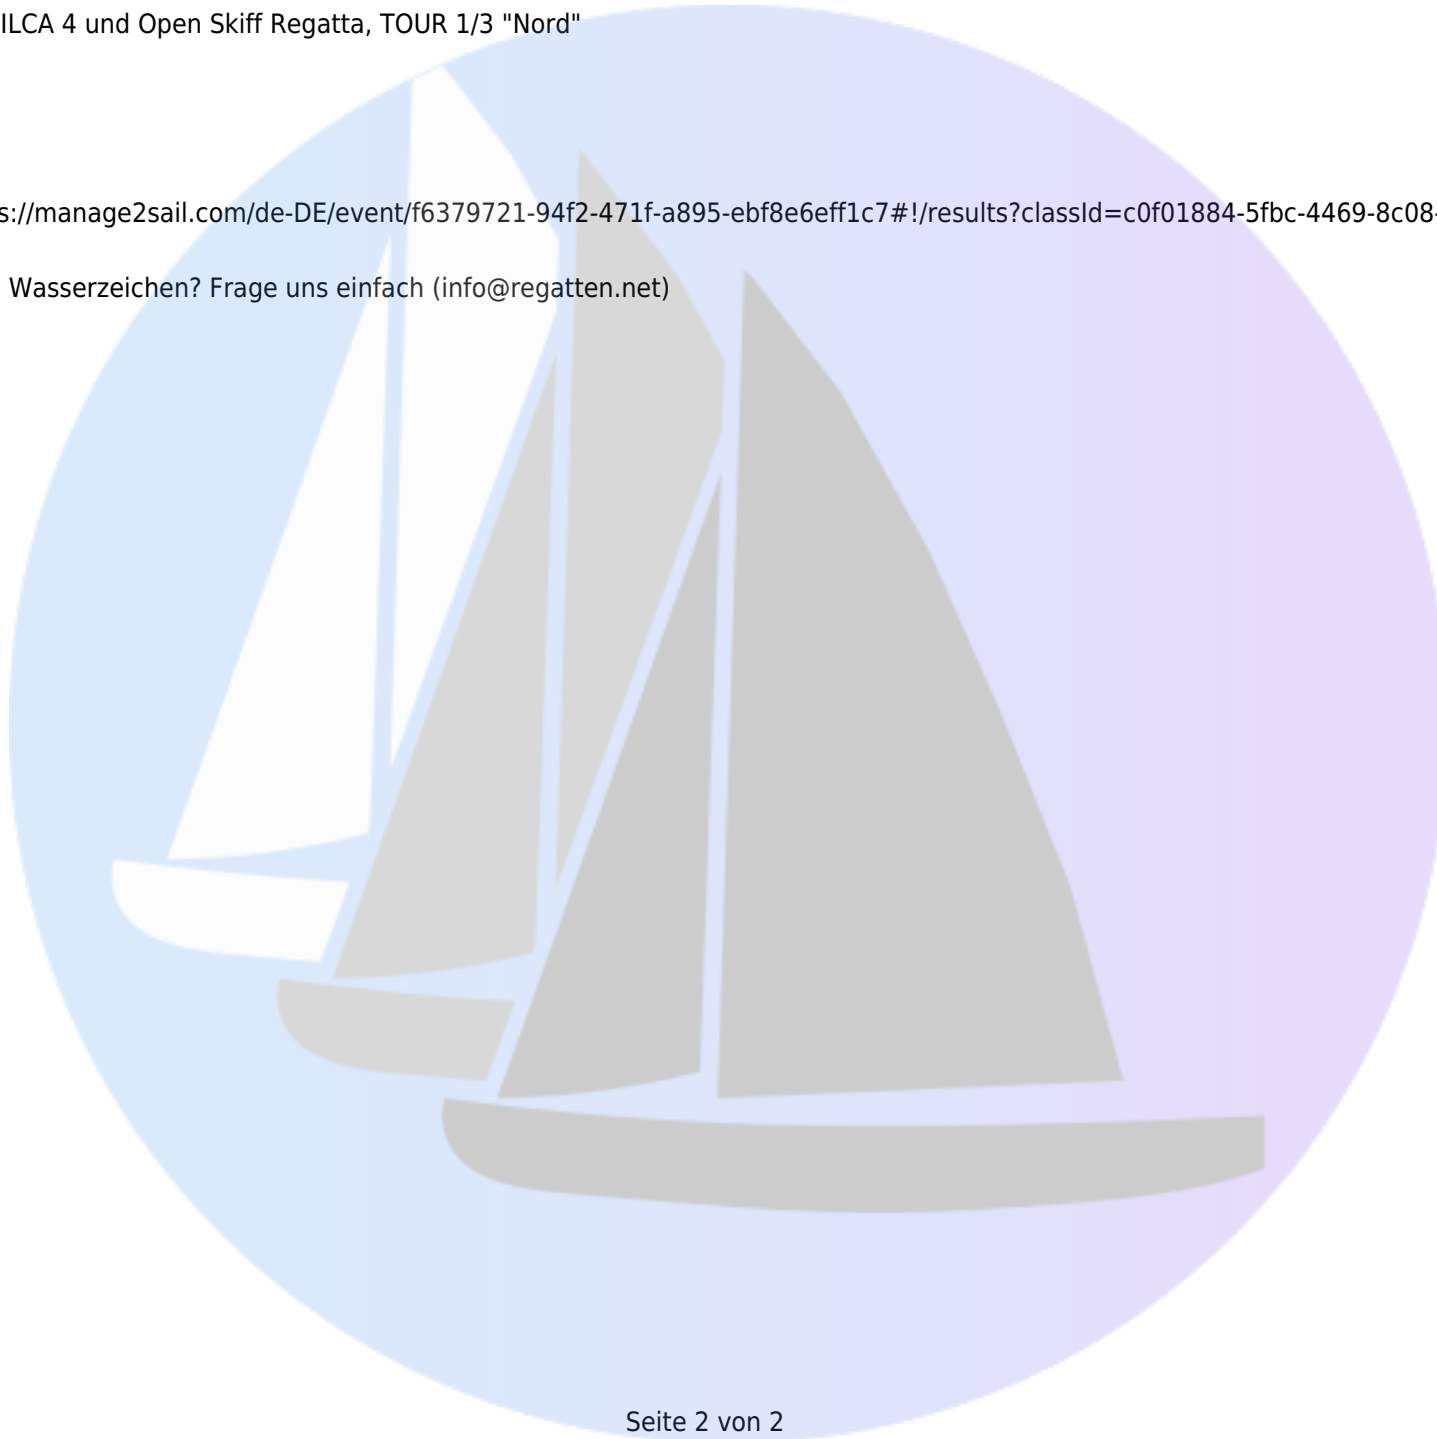 ILCA 4 und Open Skiff Regatta, TOUR 1/3 "Nord"
s://manage2sail.com/de-DE/event/f6379721-94f2-471f-a895-ebf8e6eff1c7#!/results?classId=c0f01884-5fbc-4469-8c08-
Wasserzeichen? Frage uns einfach (info@regatten.net)
Seite 2 von 2